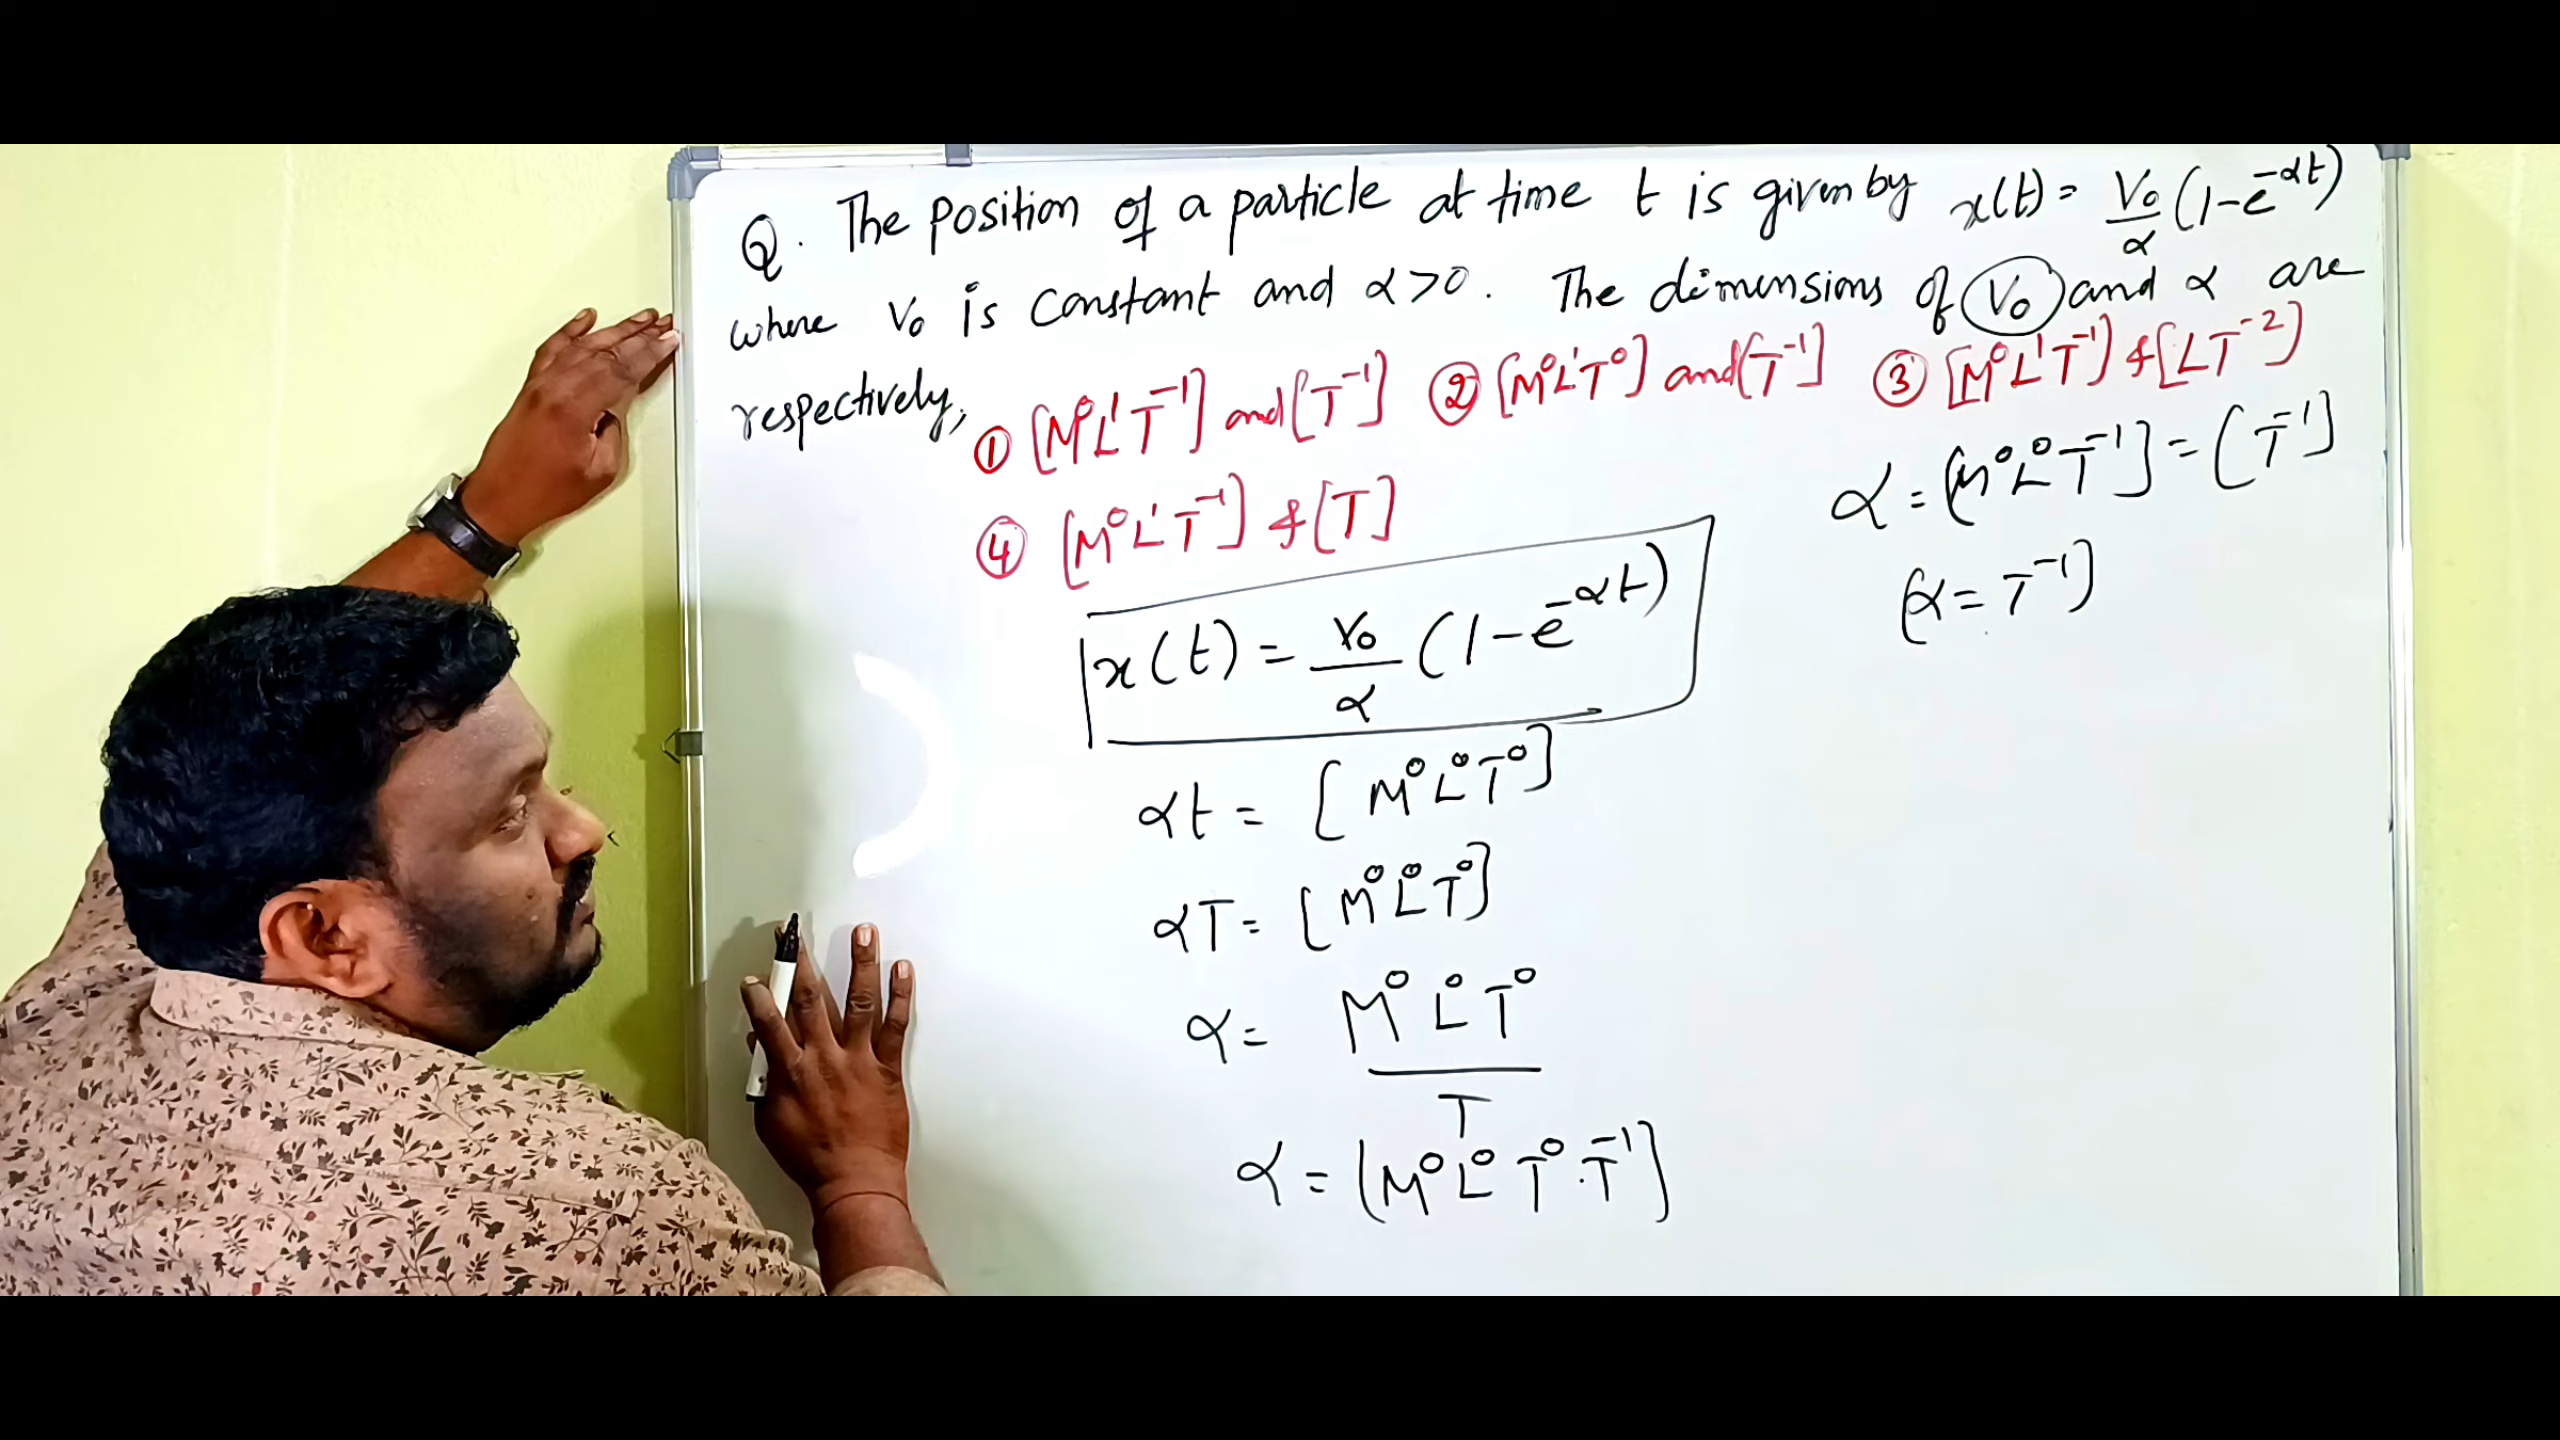 Q. The position of a particle at time t is given by x(t) = V₀/α (1-e^-αt)
where V₀ is constant and α>0. The dimensions of V₀ and α are
respectively,
① [M⁰L¹T⁻¹] and [T⁻¹] ② [M⁰L¹T⁰] and [T⁻¹] ③ [M⁰L¹T⁻¹] & [LT⁻²]
④ [M⁰L¹T⁻¹] & [T]
x(t) = V₀/α (1-e^-αt)
αt = [M⁰L⁰T⁰]
αT = [M⁰L⁰T⁰]
α = M⁰L⁰T⁰/T
α = [M⁰L⁰T⁰.T⁻¹]
α = [M⁰L⁰T⁻¹] = [T⁻¹]
[α = T⁻¹]